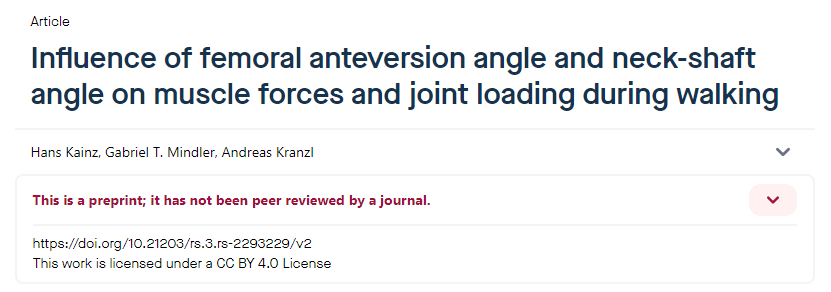 Article
Influence of femoral anteversion angle and neck-shaft
angle on muscle forces and joint loading during walking
Hans Kainz, Gabriel T. Mindler, Andreas Kranzl
This is a preprint; it has not been peer reviewed by a journal.
https://doi.org/10.21203/rs.3.rs-2293229/v2
This work is licensed under a CC BY 4.0 License